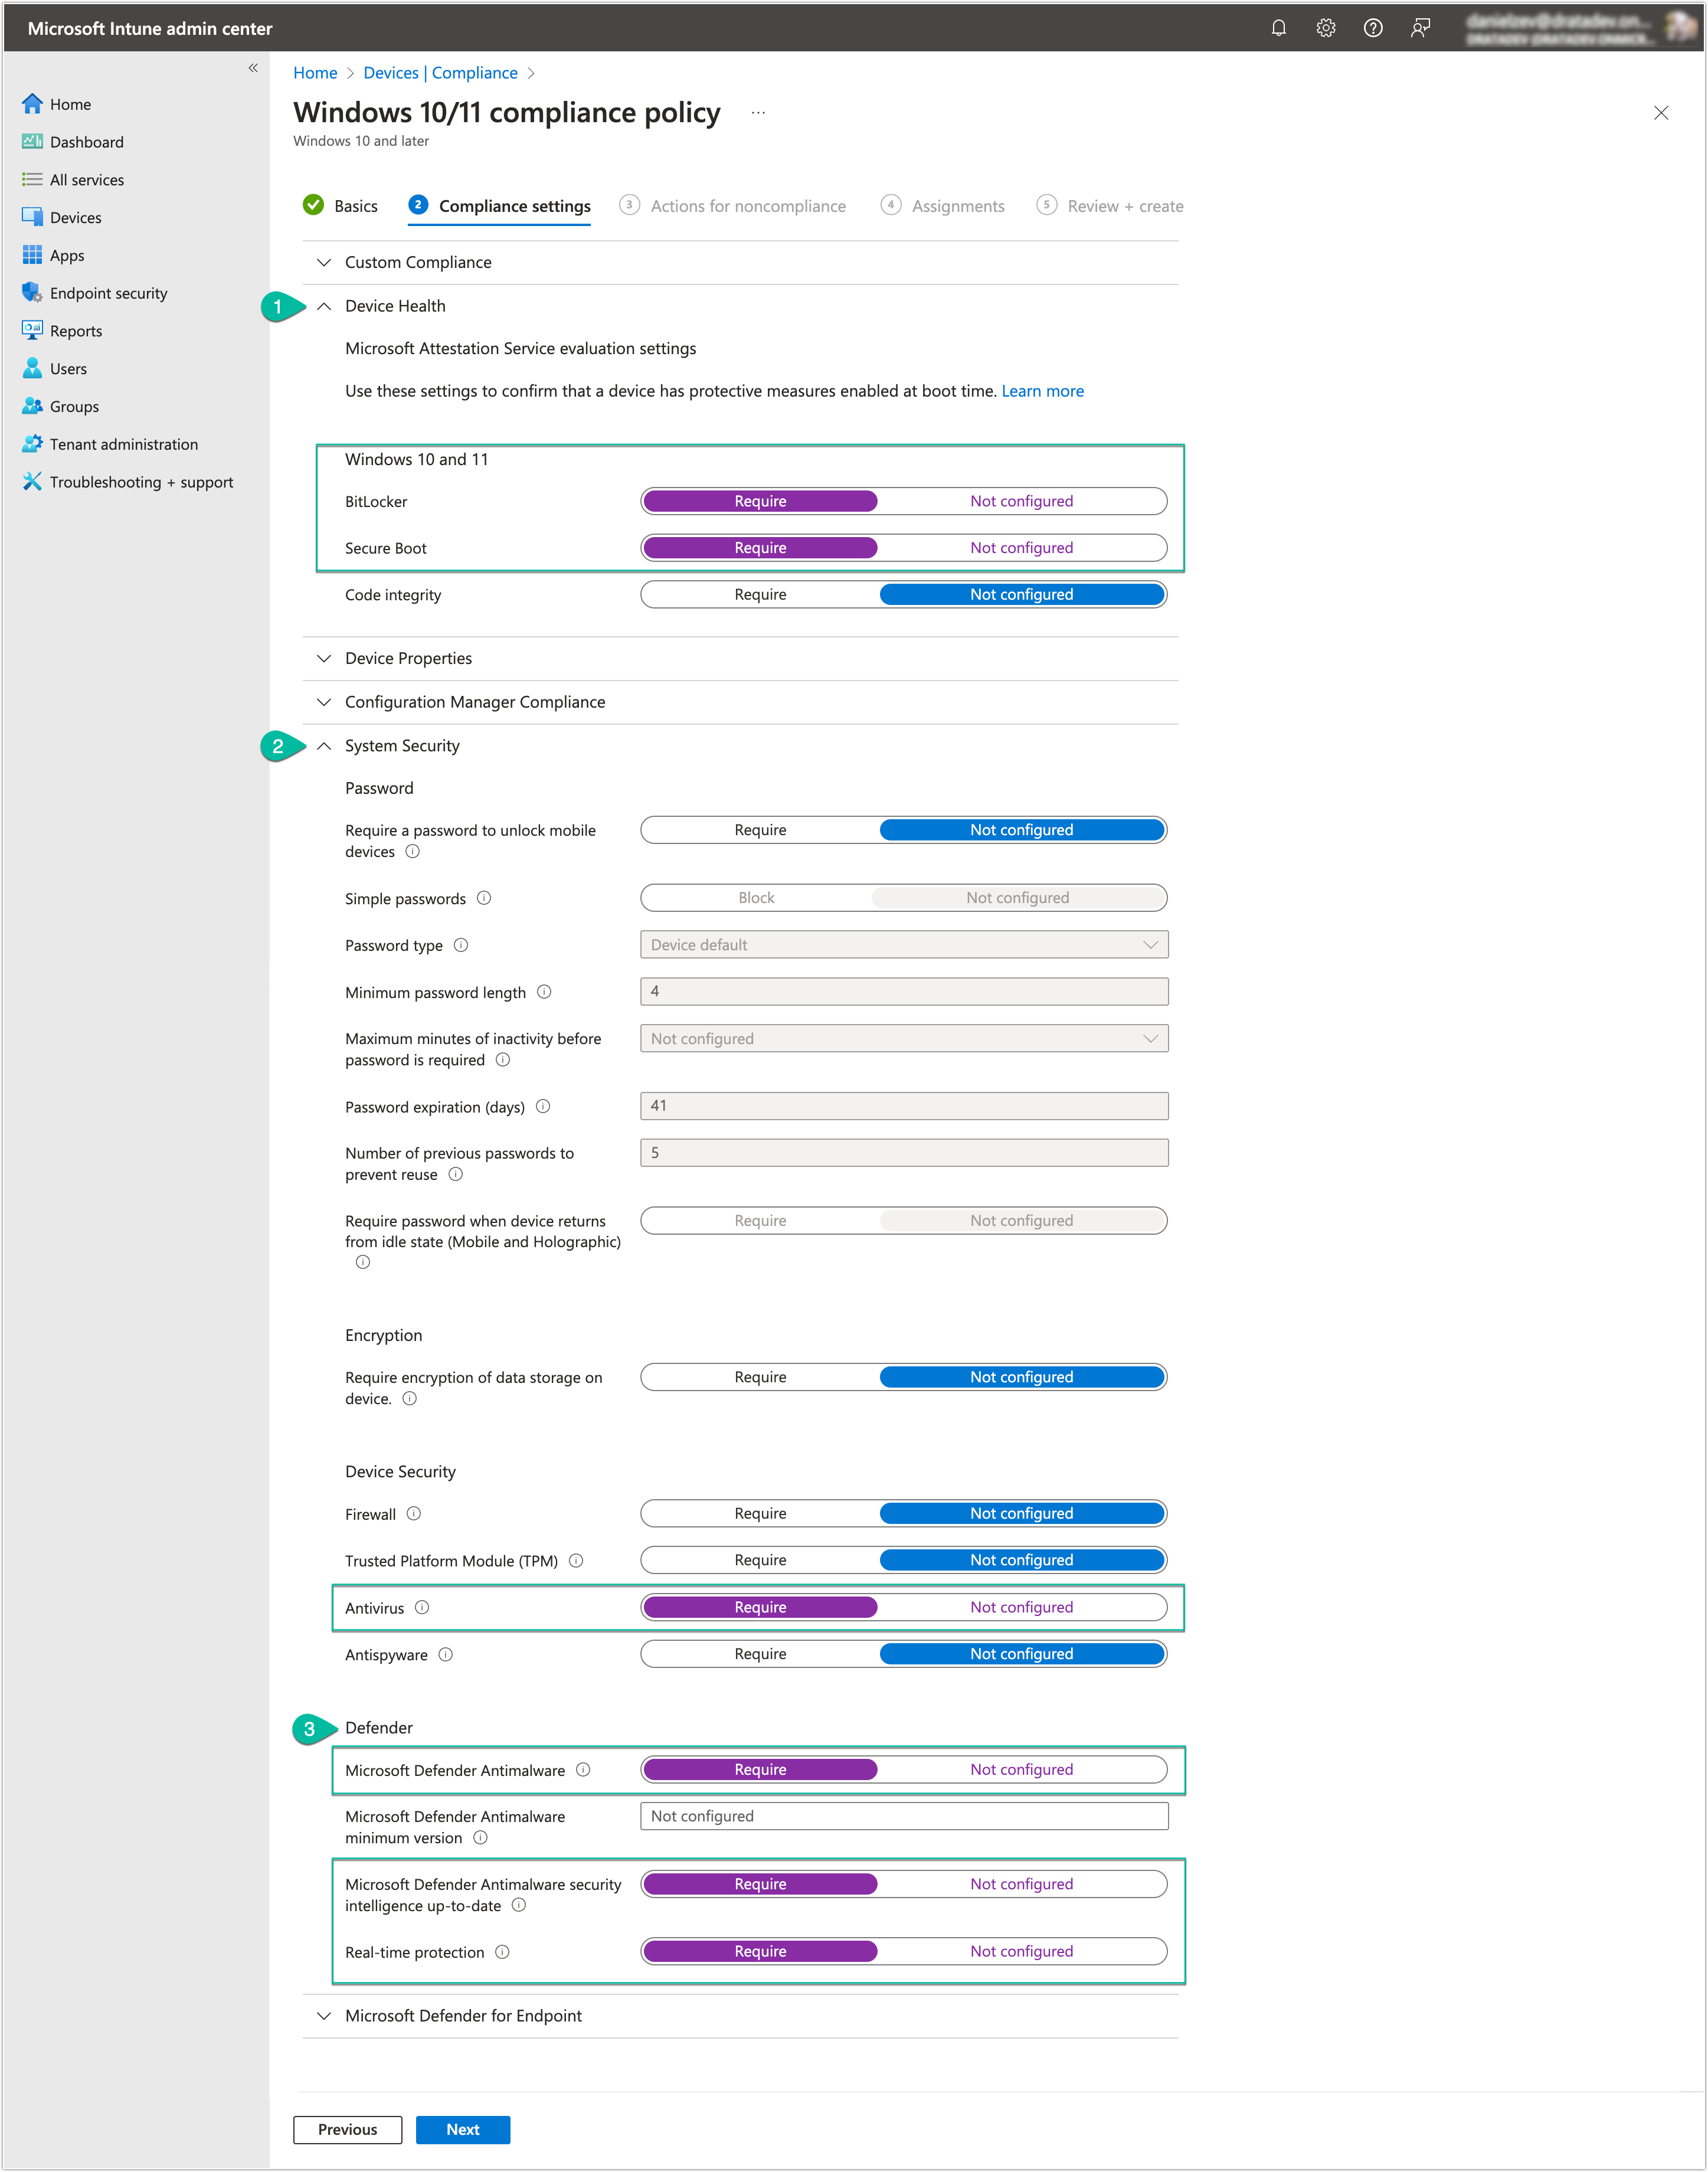 Microsoft Intune admin center
Home
Dashboard
All services
Devices
Apps
Endpoint security
Reports
Users
Groups
Tenant administration
Troubleshooting + support
Home > Devices | Compliance >
Windows 10/11 compliance policy ...
Windows 10 and later
Basics
2 Compliance settings
3 Actions for noncompliance
4 Assignments
5 Review + create
Custom Compliance
1 Device Health
Microsoft Attestation Service evaluation settings
Use these settings to confirm that a device has protective measures enabled at boot time. Learn more
Windows 10 and 11
BitLocker Require Not configured
Secure Boot Require Not configured
Code integrity Require Not configured
Device Properties
Configuration Manager Compliance
2 System Security
Password
Require a password to unlock mobile Require Not configured
devices
Simple passwords Block Not configured
Password type Device default
Minimum password length 4
Maximum minutes of inactivity before Not configured
password is required
Password expiration (days) 41
Number of previous passwords to 5
prevent reuse
Require password when device returns Require Not configured
from idle state (Mobile and Holographic)
Encryption
Require encryption of data storage on Require Not configured
device.
Device Security
Firewall Require Not configured
Trusted Platform Module (TPM) Require Not configured
Antivirus Require Not configured
Antispyware Require Not configured
3 Defender
Microsoft Defender Antimalware Require Not configured
Microsoft Defender Antimalware Not configured
minimum version
Microsoft Defender Antimalware security Require Not configured
intelligence up-to-date
Real-time protection Require Not configured
Microsoft Defender for Endpoint
Previous Next